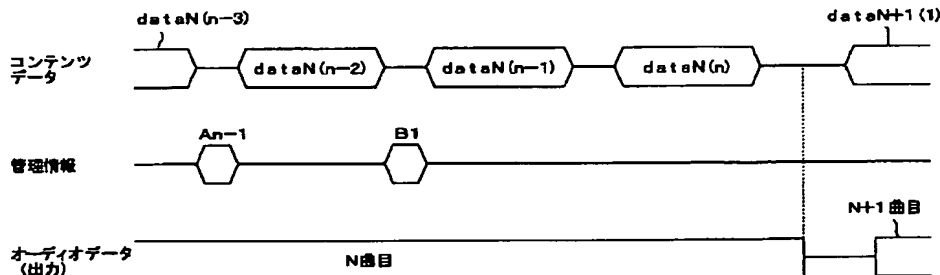 dataN(n-3)
dataN+1(1)
コンテンツ
データ
dataN(n-2)
dataN(n-1)
dataN(n)
An-1
B1
管理情報
N+1曲目
オーディオデータ
(出力)
N曲目